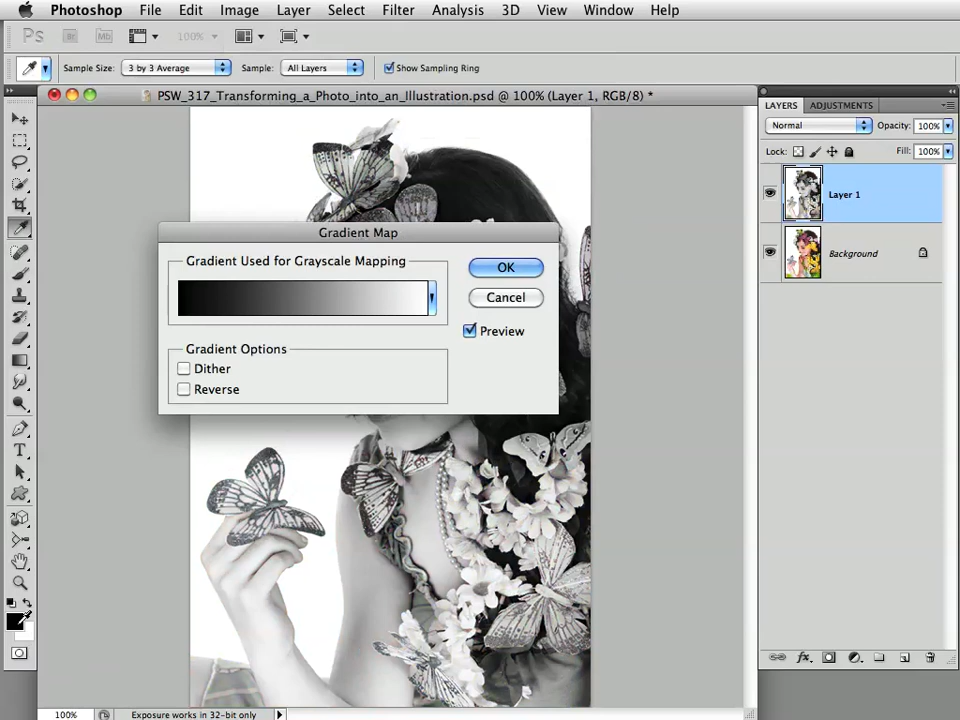 Photoshop File Edit Image Layer Select Filter Analysis 3D View Window Help
Ps Br Mb 100%
Sample Size: 3 by 3 Average Sample: All Layers Show Sampling Ring
PSW_317_Transforming_a_Photo_into_an_Illustration.psd @ 100% (Layer 1, RGB/8) *
LAYERS ADJUSTMENTS
Normal Opacity: 100%
Lock: Fill: 100%
Layer 1
Background
Gradient Map
Gradient Used for Grayscale Mapping
OK
Cancel
Preview
Gradient Options
Dither
Reverse
T
fx
100% Exposure works in 32-bit only